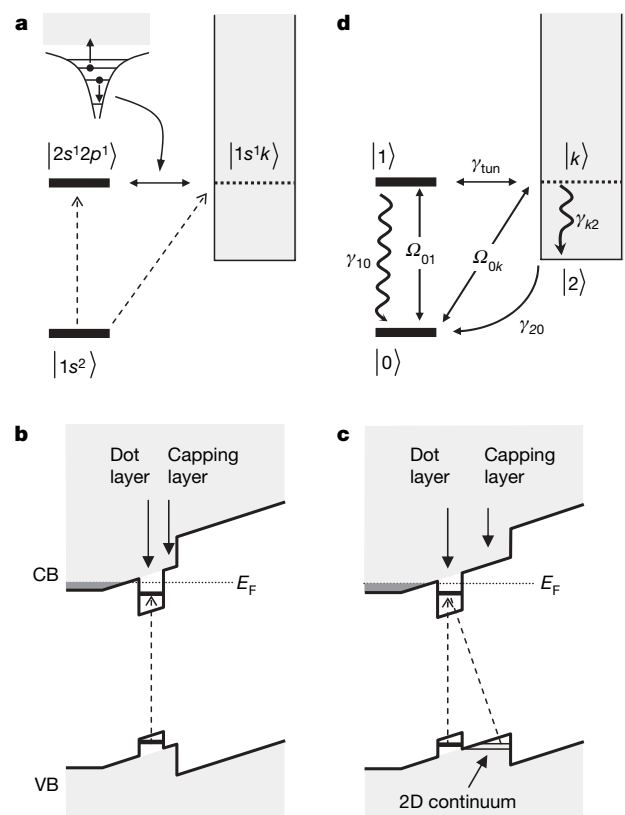 a
|2s¹2p¹⟩
|1s¹k⟩
|1s²⟩
d
|1⟩
γtun
|k⟩
γ10
Ω01
Ω0k
γk2
|2⟩
γ20
|0⟩
b
Dot
layer
Capping
layer
CB
EF
VB
c
Dot
layer
Capping
layer
EF
2D continuum